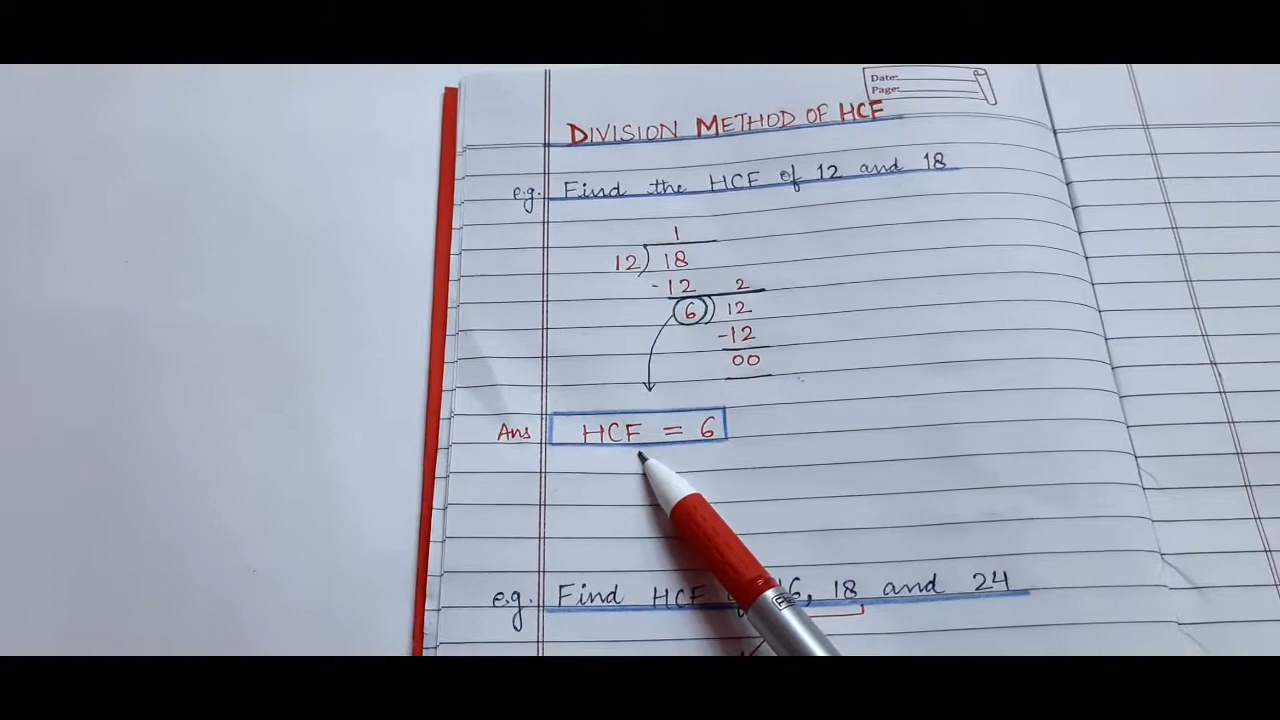 Date:
Page:
DIVISION METHOD OF HCF
e.g. Find the HCF of 12 and 18
1
12) 18
-12 2
6) 12
-12
00
Ans HCF = 6
e.g. Find HCF 16, 18 and 24